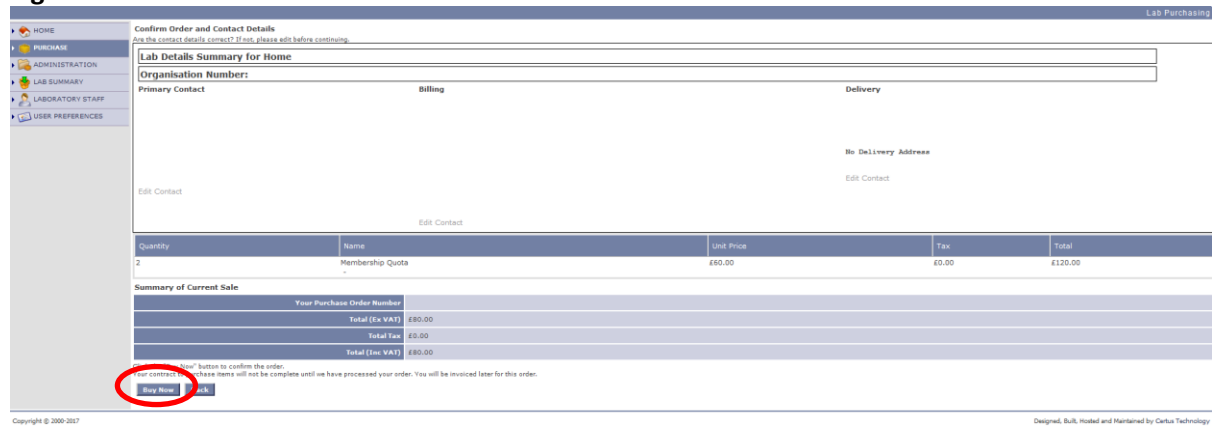 Lab Purchasing
HOME
PURCHASE
ADMINISTRATION
LAB SUMMARY
LABORATORY STAFF
USER PREFERENCES
Confirm Order and Contact Details
Are the contact details correct? If not, please edit before continuing.
Lab Details Summary for Home
Organisation Number:
Primary Contact Billing Delivery
No Delivery Address
Edit Contact
Edit Contact
Edit Contact
Quantity Name Unit Price Tax Total
2 Membership Quota £60.00 £0.00 £120.00
-
Summary of Current Sale
Your Purchase Order Number
Total (Ex VAT) £80.00
Total Tax £0.00
Total (Inc VAT) £80.00
Now" button to confirm the order.
Your contract to purchase items will not be complete until we have processed your order. You will be invoiced later for this order.
Buy Now
Copyright © 2000-2017
Designed, Built, Hosted and Maintained by Certus Technology